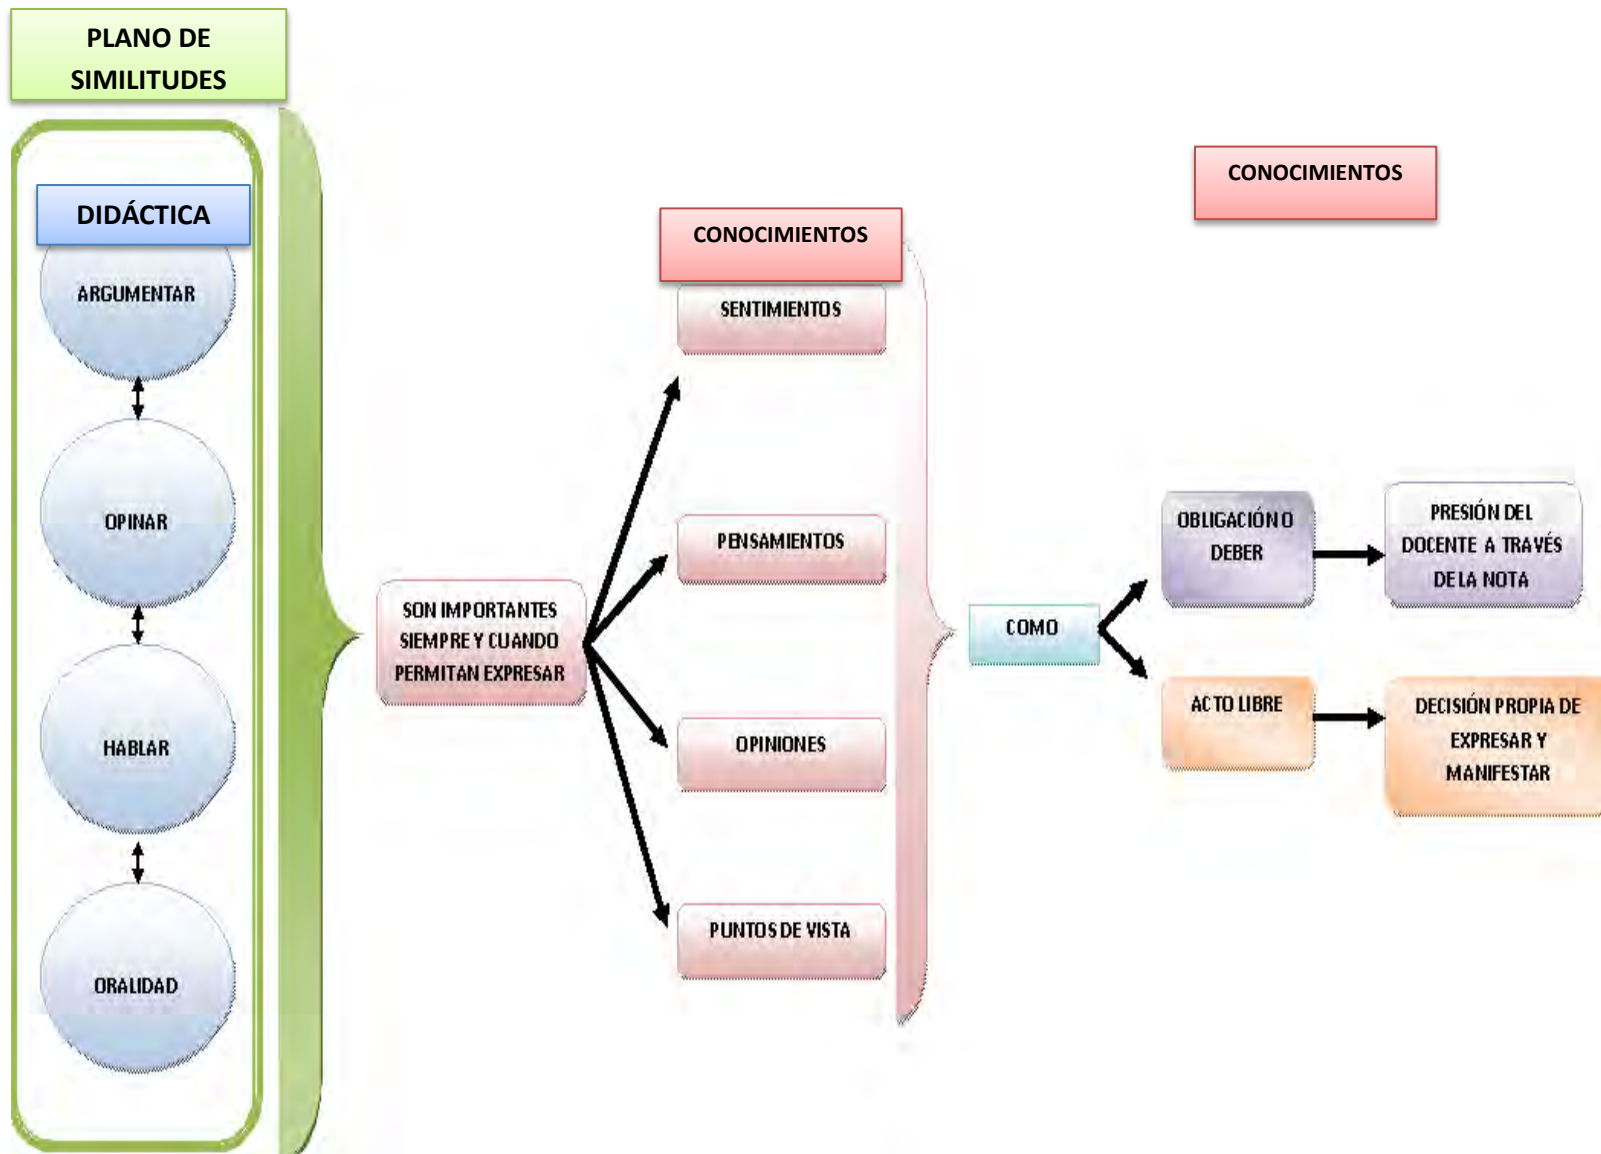 PLANO DE
SIMILITUDES
DIDÁCTICA
ARGUMENTAR
OPINAR
HABLAR
ORALIDAD
SON IMPORTANTES
SIEMPRE Y CUANDO
PERMITAN EXPRESAR
CONOCIMIENTOS
SENTIMIENTOS
PENSAMIENTOS
OPINIONES
PUNTOS DE VISTA
COMO
CONOCIMIENTOS
OBLIGACIÓN O
DEBER
PRESIÓN DEL
DOCENTE A TRAVÉS
DE LA NOTA
ACTO LIBRE
DECISIÓN PROPIA DE
EXPRESAR Y
MANIFESTAR